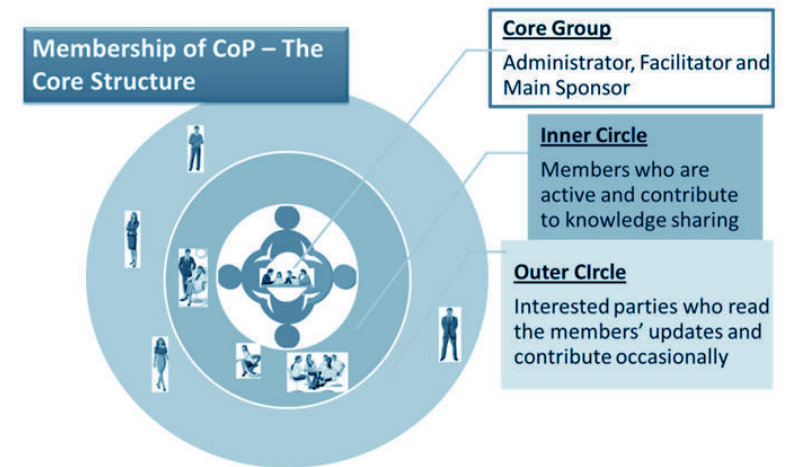 Membership of CoP – The
Core Structure
Core Group
Administrator, Facilitator and
Main Sponsor
Inner Circle
Members who are
active and contribute
to knowledge sharing
Outer CIrcle
Interested parties who read
the members’ updates and
contribute occasionally